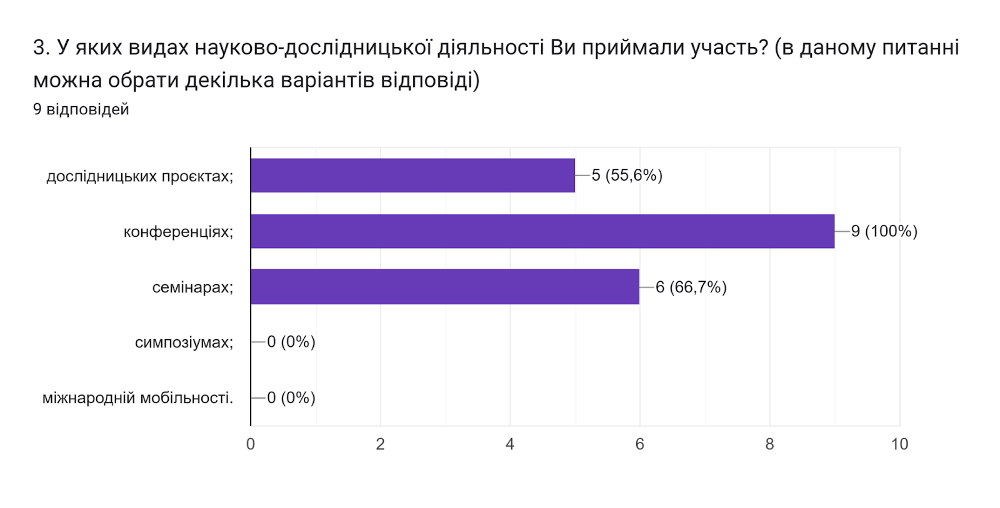 3. У яких видах науково-дослідницької діяльності Ви приймали участь? (в даному питанні
можна обрати декілька варіантів відповіді)
9 відповідей
дослідницьких проєктах;
5 (55,6%)
конференціях;
9 (100%)
семінарах;
6 (66,7%)
симпозіумах;
0 (0%)
міжнародній мобільності.
0 (0%)
0 2 4 6 8 10